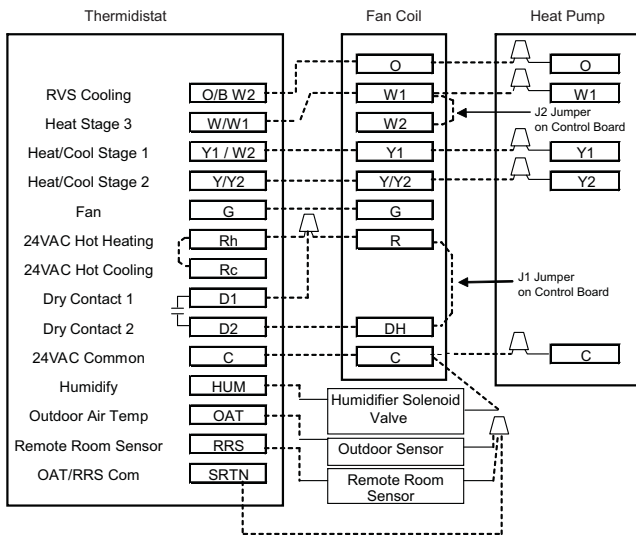 Thermidistat Fan Coil Heat Pump
O O
RVS Cooling O/B W2 W1 W1
Heat Stage 3 W/W1 W2
J2 Jumper
on Control Board
Heat/Cool Stage 1 Y1 / W2 Y1 Y1
Heat/Cool Stage 2 Y/Y2 Y/Y2 Y2
Fan G G
24VAC Hot Heating Rh R
24VAC Hot Cooling Rc
J1 Jumper
on Control Board
Dry Contact 1 D1
Dry Contact 2 D2 DH
24VAC Common C C C
Humidify HUM
Humidifier Solenoid
Valve
Outdoor Air Temp OAT
Outdoor Sensor
Remote Room Sensor RRS
Remote Room
Sensor
OAT/RRS Com SRTN